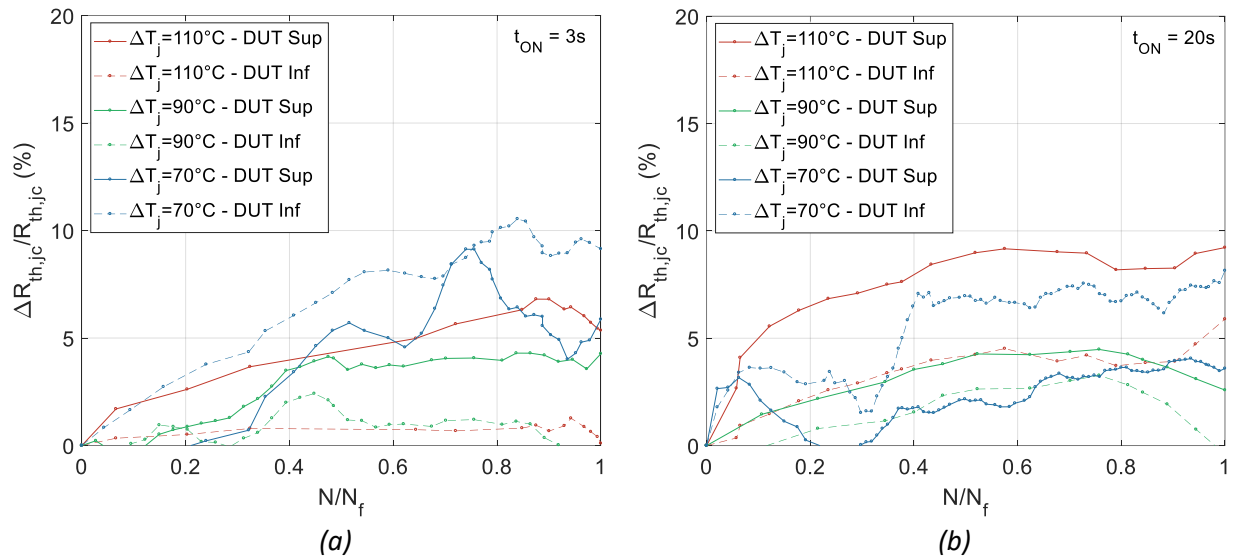 20
15
10
5
0
ΔR_th,jc/R_th,jc (%)
ΔT_j=110°C - DUT Sup
ΔT_j=110°C - DUT Inf
ΔT_j=90°C - DUT Sup
ΔT_j=90°C - DUT Inf
ΔT_j=70°C - DUT Sup
ΔT_j=70°C - DUT Inf
t_ON = 3s
0 0.2 0.4 0.6 0.8 1
N/N_f
(a)
20
15
10
5
0
ΔR_th,jc/R_th,jc (%)
ΔT_j=110°C - DUT Sup
ΔT_j=110°C - DUT Inf
ΔT_j=90°C - DUT Sup
ΔT_j=90°C - DUT Inf
ΔT_j=70°C - DUT Sup
ΔT_j=70°C - DUT Inf
t_ON = 20s
0 0.2 0.4 0.6 0.8 1
N/N_f
(b)